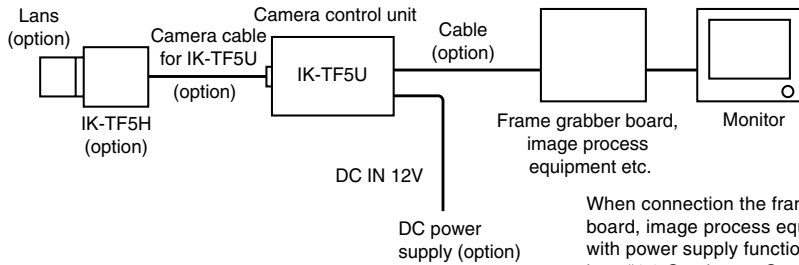 Lans
(option)
Camera cable
for IK-TF5U
(option)
Camera control unit
IK-TF5U
Cable
(option)
IK-TF5H
(option)
DC IN 12V
DC power
supply (option)
Frame grabber board,
image process
equipment etc.
Monitor
When connection the fram
board, image process equ
with power supply functio